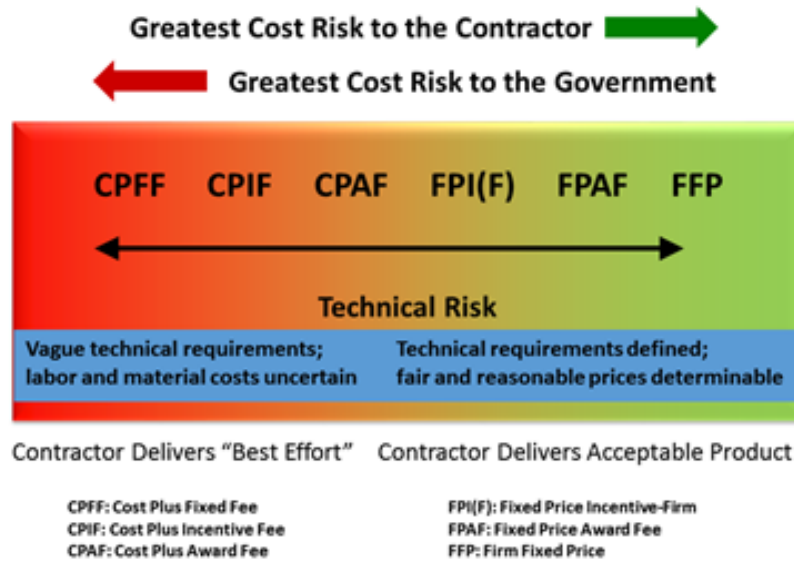 Greatest Cost Risk to the Contractor
Greatest Cost Risk to the Government
CPFF CPIF CPAF FPI(F) FPAF FFP
Technical Risk
Vague technical requirements;
labor and material costs uncertain
Technical requirements defined;
fair and reasonable prices determinable
Contractor Delivers “Best Effort”
Contractor Delivers Acceptable Product
CPFF: Cost Plus Fixed Fee
CPIF: Cost Plus Incentive Fee
CPAF: Cost Plus Award Fee
FPI(F): Fixed Price Incentive-Firm
FPAF: Fixed Price Award Fee
FFP: Firm Fixed Price